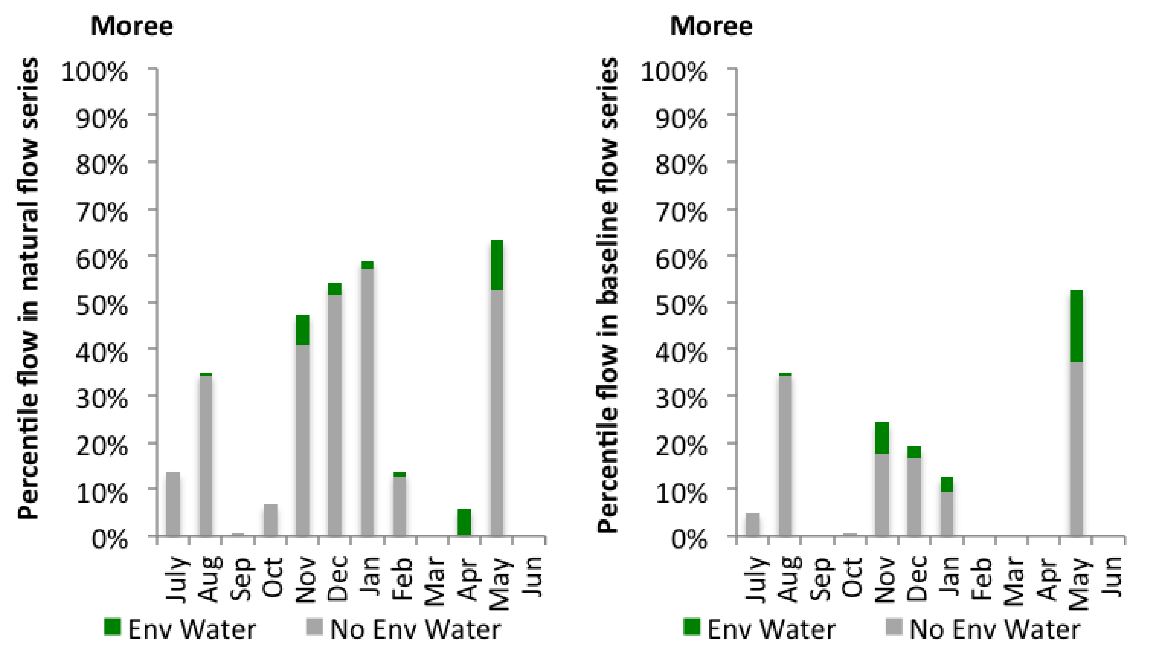 Moree
Percentile flow in natural flow series
100%
90%
80%
70%
60%
50%
40%
30%
20%
10%
0%
July
Aug
Sep
Oct
Nov
Dec
Jan
Feb
Mar
Apr
May
Jun
Env Water
No Env Water
Moree
Percentile flow in baseline flow series
100%
90%
80%
70%
60%
50%
40%
30%
20%
10%
0%
July
Aug
Sep
Oct
Nov
Dec
Jan
Feb
Mar
Apr
May
Jun
Env Water
No Env Water